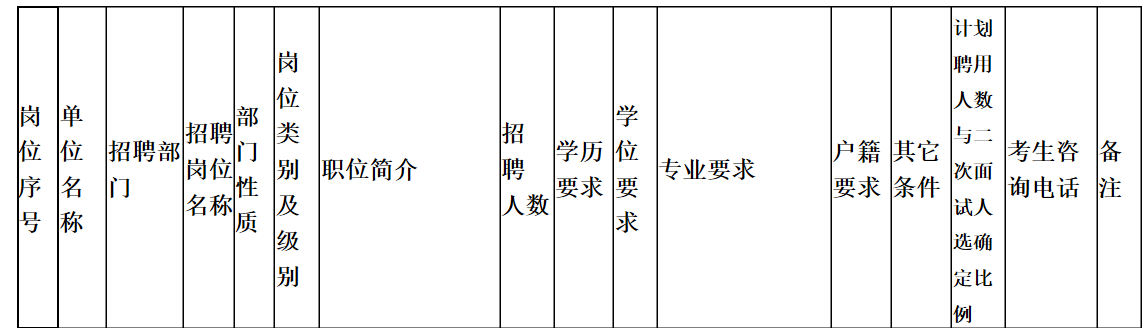 岗位序号
单位名称
招聘部门
招聘岗位名称
部门性质
岗位类别及级别
职位简介
招聘人数
学历要求
学位要求
专业要求
户籍要求
其它条件
计划聘用人数与二次面试人选确定比例
考生咨询电话
备注